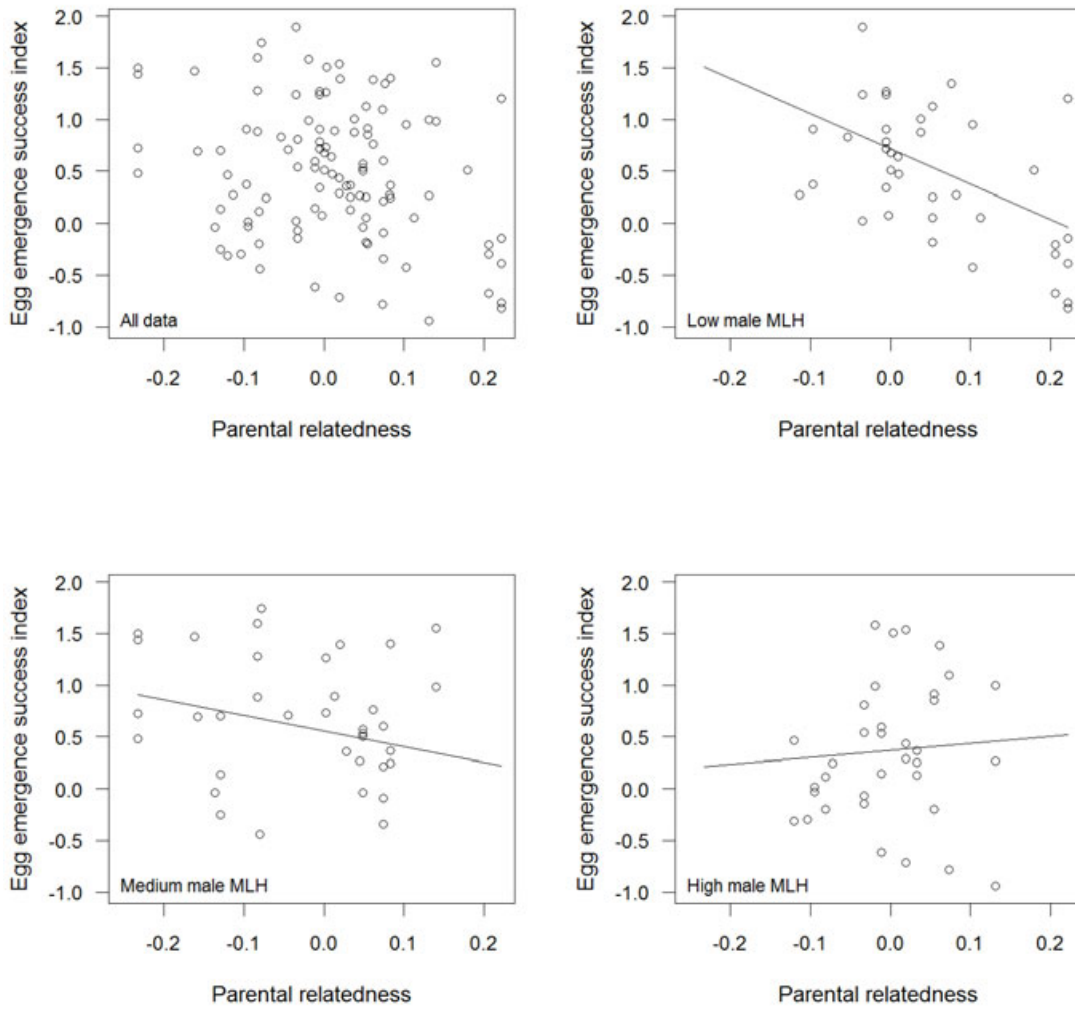 Egg emergence success index
2.0
1.5
1.0
0.5
0.0
-0.5
-1.0
All data
-0.2 -0.1 0.0 0.1 0.2
Parental relatedness
Egg emergence success index
2.0
1.5
1.0
0.5
0.0
-0.5
-1.0
Low male MLH
-0.2 -0.1 0.0 0.1 0.2
Parental relatedness
Egg emergence success index
2.0
1.5
1.0
0.5
0.0
-0.5
-1.0
Medium male MLH
-0.2 -0.1 0.0 0.1 0.2
Parental relatedness
Egg emergence success index
2.0
1.5
1.0
0.5
0.0
-0.5
-1.0
High male MLH
-0.2 -0.1 0.0 0.1 0.2
Parental relatedness